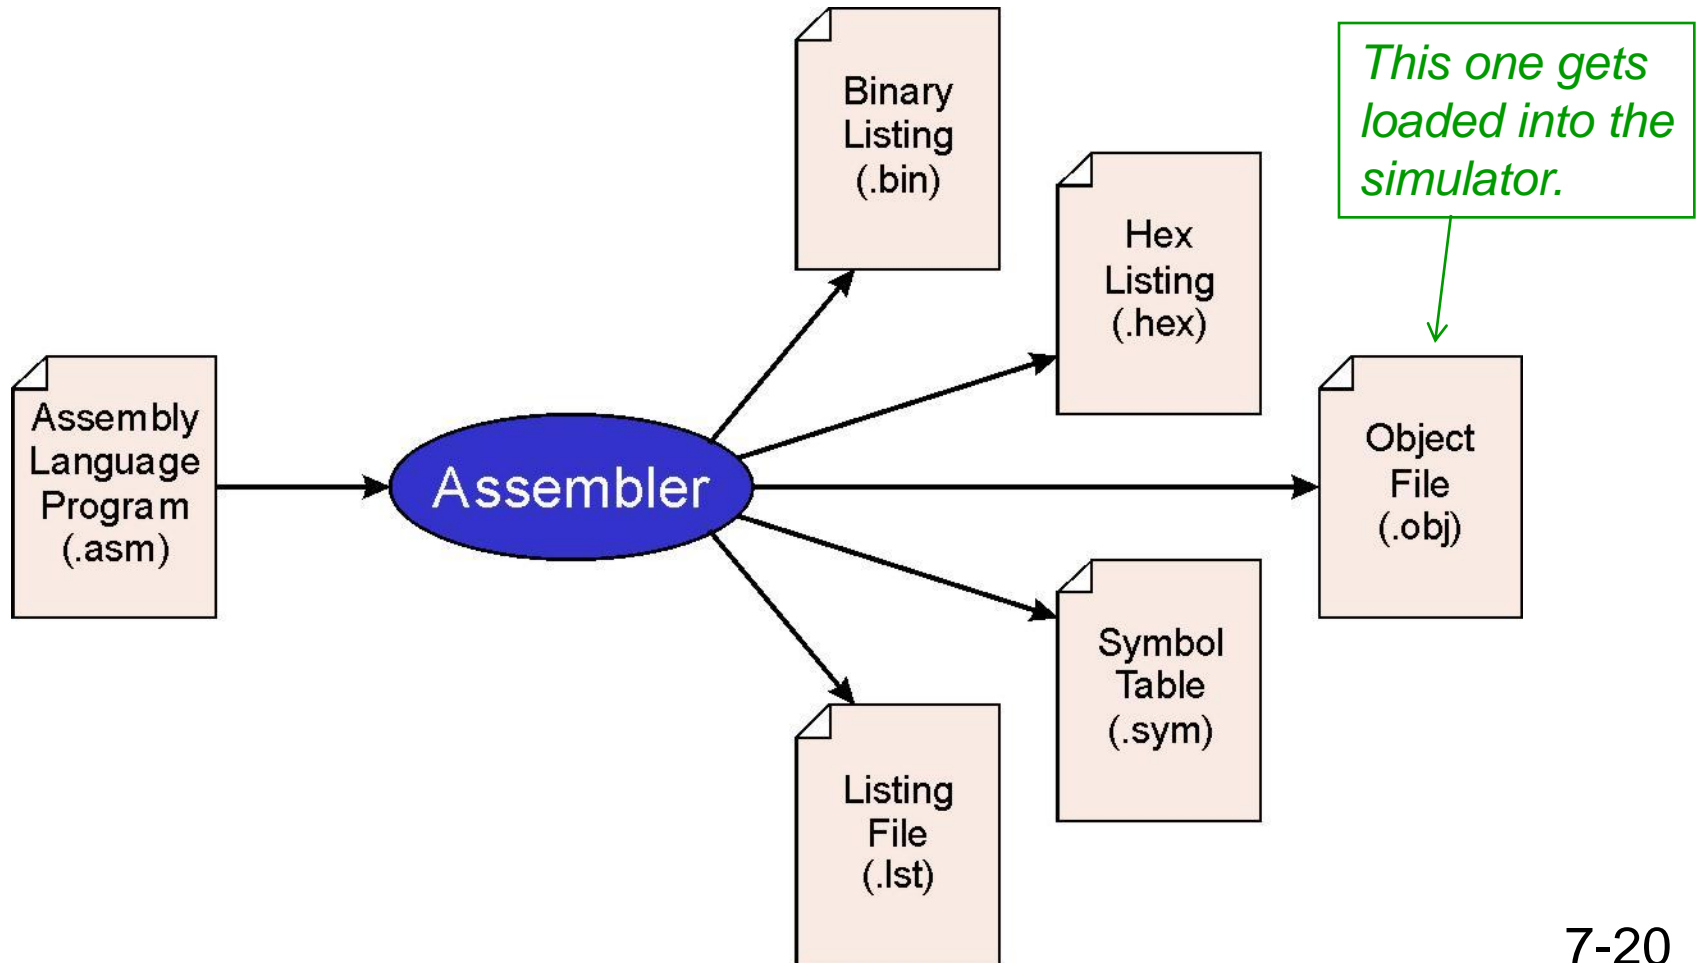 Binary
Listing
(.bin)
This one gets
loaded into the
simulator.
Hex
Listing
(.hex)
Assembly
Language
Program
(.asm)
Assembler
Object
File
(.obj)
Symbol
Table
(.sym)
Listing
File
(.lst)
7-20